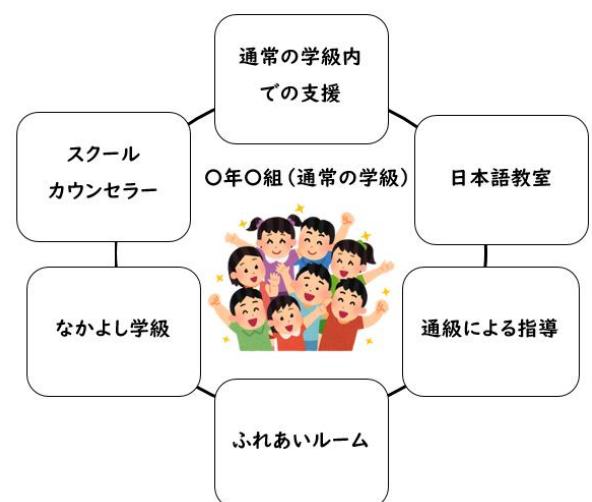 通常の学級内
での支援
スクール
カウンセラー
〇年〇組（通常の学級）
日本語教室
なかよし学級
通級による指導
ふれあいルーム